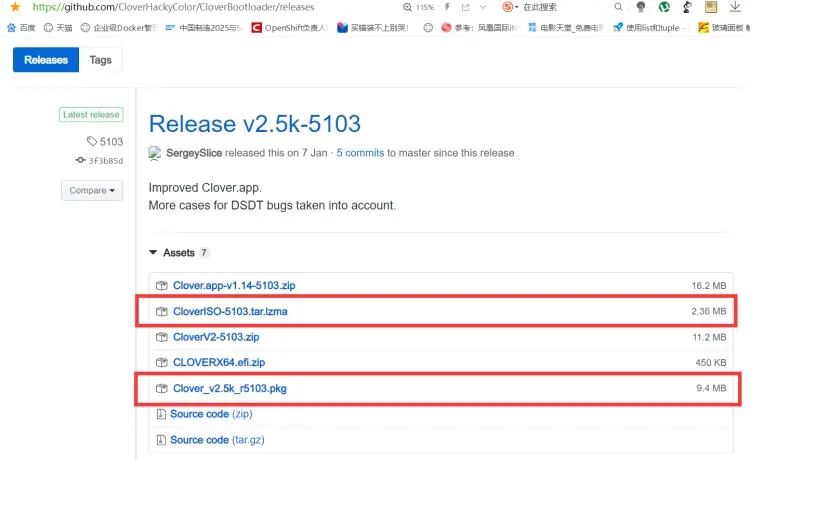 https://github.com/CloverHackyColor/CloverBootloader/releases 115% 在此搜索
百度 天猫 企业级Docker管 中国制造2025与 OpenShift负责人 买错装不上别哭! 参考: 凤凰国际iM 电影天堂_免费电影 使用list和tuple - 玻璃面板
Releases Tags
Latest release
5103
3f3b85d
Compare
Release v2.5k-5103
SergeySlice released this on 7 Jan · 5 commits to master since this release
Improved Clover.app.
More cases for DSDT bugs taken into account.
Assets 7
Clover.app-v1.14-5103.zip 16.2 MB
CloverISO-5103.tar.lzma 2.36 MB
CloverV2-5103.zip 11.2 MB
CLOVERX64.efi.zip 450 KB
Clover_v2.5k_r5103.pkg 9.4 MB
Source code (zip)
Source code (tar.gz)